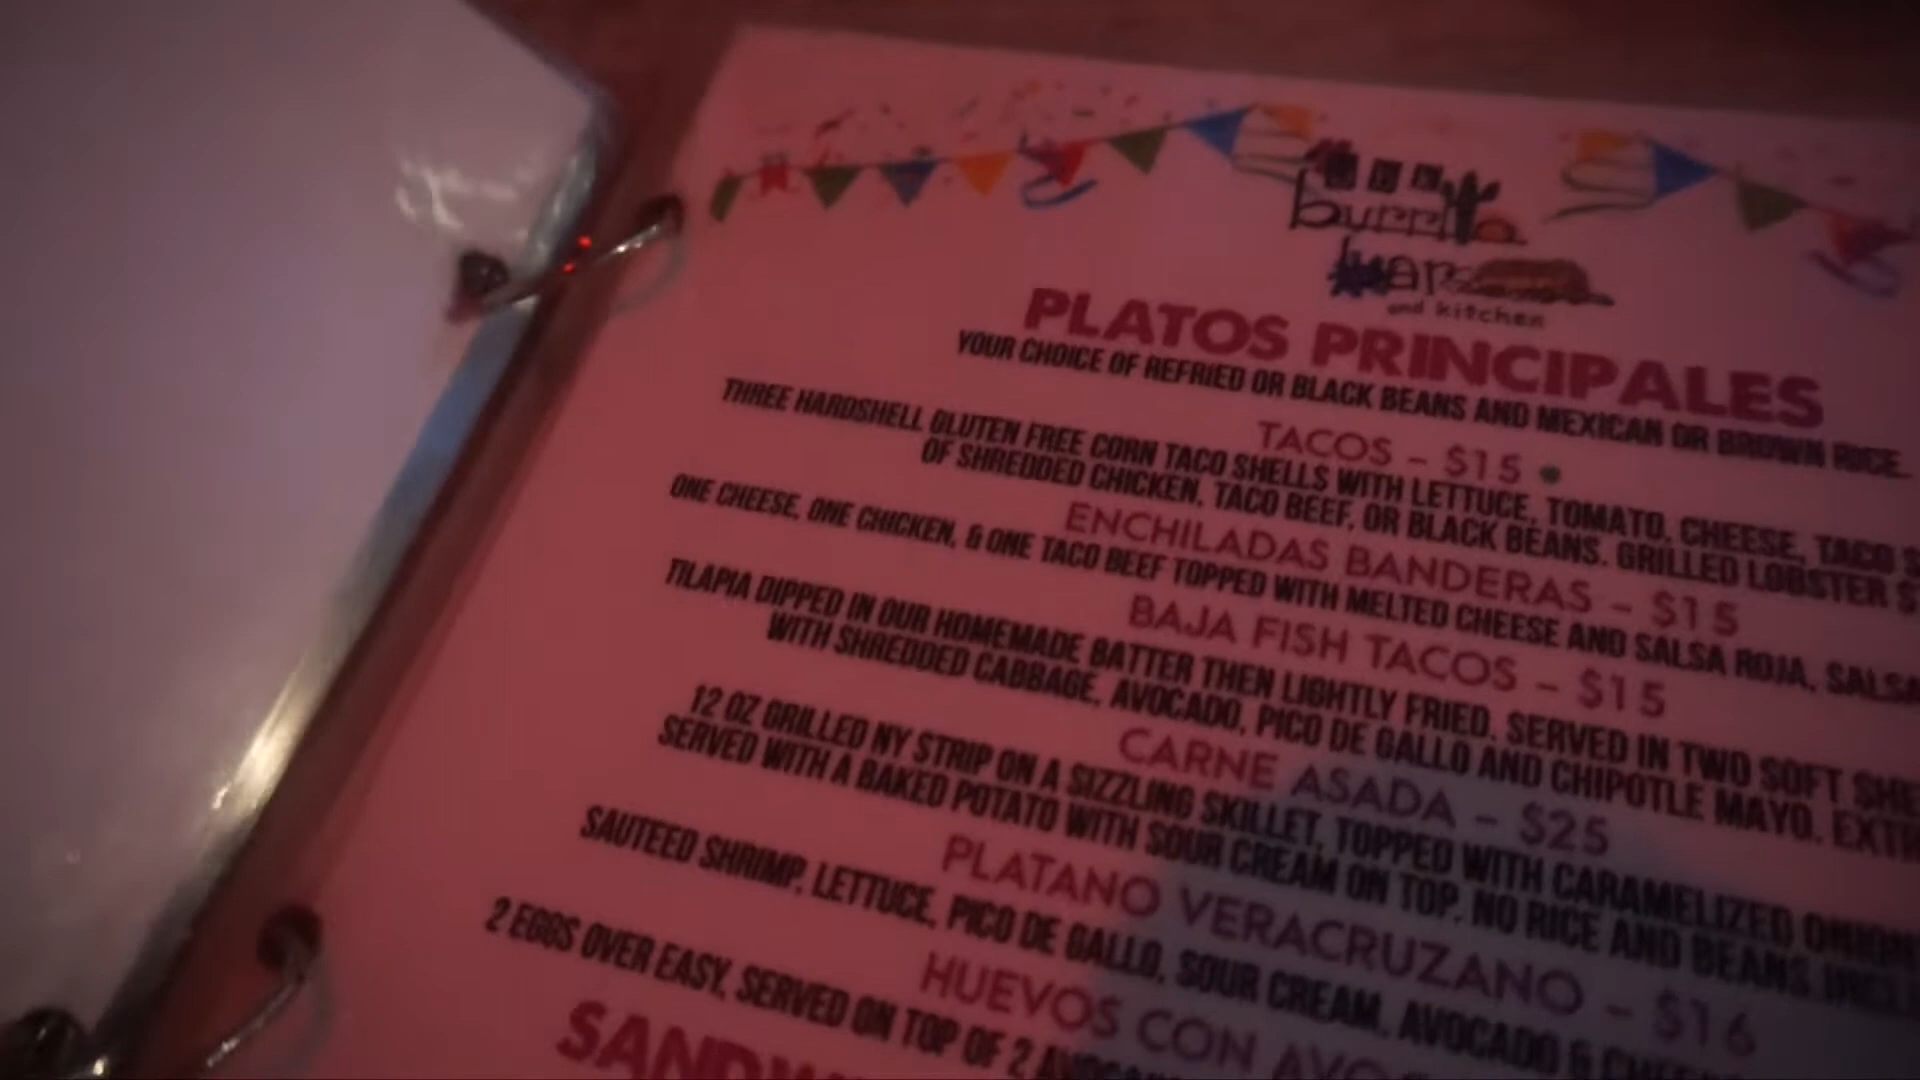 burrito
bar
and kitchen
PLATOS PRINCIPALES
YOUR CHOICE OF REFRIED OR BLACK BEANS AND MEXICAN OR BROWN RICE.
TACOS – $15
THREE HARDSHELL GLUTEN FREE CORN TACO SHELLS WITH LETTUCE, TOMATO, CHEESE, TACO
OF SHREDDED CHICKEN, TACO BEEF, OR BLACK BEANS. GRILLED LOBSTER
ENCHILADAS BANDERAS – $15
ONE CHEESE, ONE CHICKEN, & ONE TACO BEEF TOPPED WITH MELTED CHEESE AND SALSA ROJA, SALSA
BAJA FISH TACOS – $15
TILAPIA DIPPED IN OUR HOMEMADE BATTER THEN LIGHTLY FRIED. SERVED IN TWO SOFT
WITH SHREDDED CABBAGE, AVOCADO, PICO DE GALLO AND CHIPOTLE MAYO.
CARNE ASADA – $25
12 OZ GRILLED NY STRIP ON A SIZZLING SKILLET, TOPPED WITH CARAMELIZED
SERVED WITH A BAKED POTATO WITH SOUR CREAM ON TOP. NO RICE AND BEANS
PLATANO VERACRUZANO – $16
SAUTEED SHRIMP, LETTUCE, PICO DE GALLO, SOUR CREAM, AVOCADO &
HUEVOS CON
2 EGGS OVER EASY, SERVED ON TOP OF 2